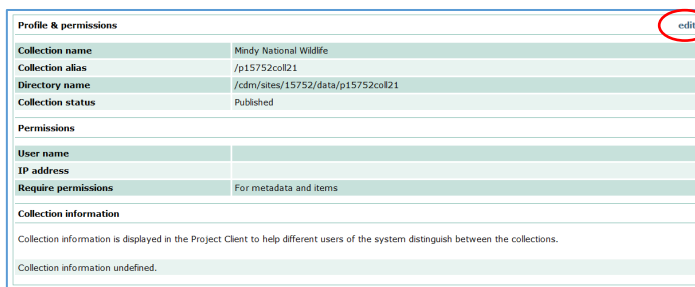 Profile & permissions edit
Collection name Mindy National Wildlife
Collection alias /p15752coll21
Directory name /cdm/sites/15752/data/p15752coll21
Collection status Published
Permissions
User name
IP address
Require permissions For metadata and items
Collection information
Collection information is displayed in the Project Client to help different users of the system distinguish between the collections.
Collection information undefined.